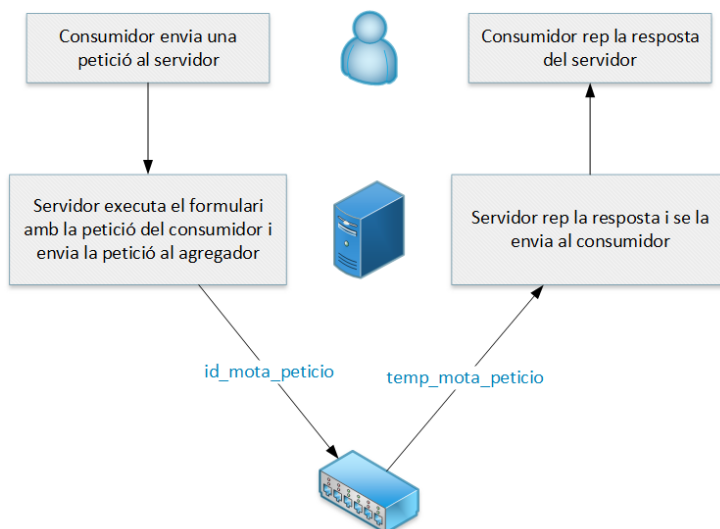 Consumidor envia una
petició al servidor
Consumidor rep la resposta
del servidor
Servidor executa el formulari
amb la petició del consumidor i
envia la petició al agregador
Servidor rep la resposta i se la
envia al consumidor
id_mota_peticio
temp_mota_peticio